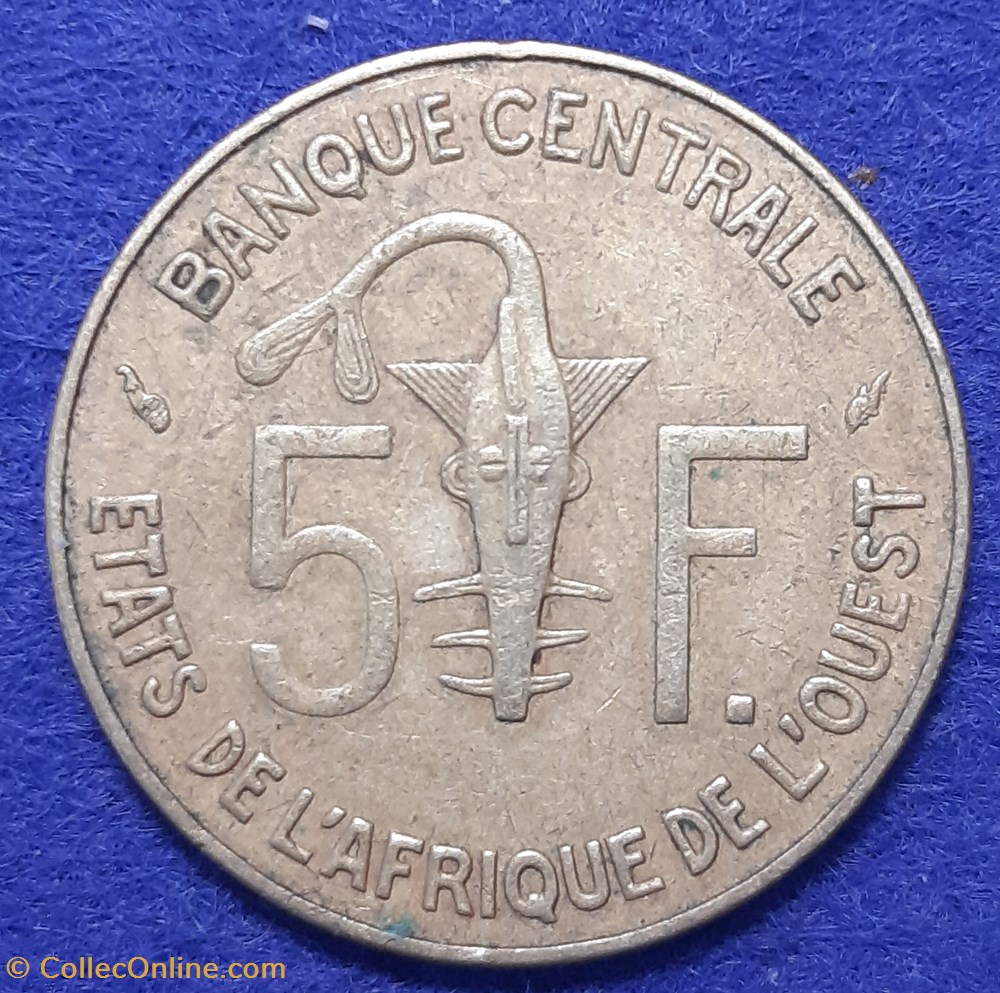 BANQUE CENTRALE
5 F.
ETATS DE L'AFRIQUE DE L'OUEST
© CollecOnline.com